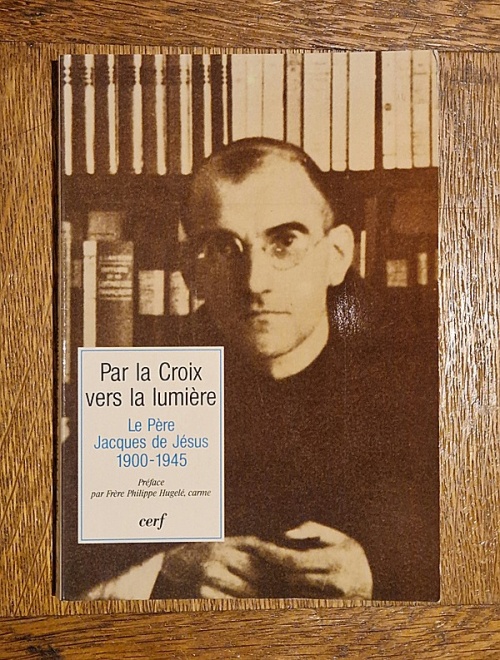 Par la Croix
vers la lumière
Le Père
Jacques de Jésus
1900-1945
Préface
par Frère Philippe Hugelé, carme
cerf